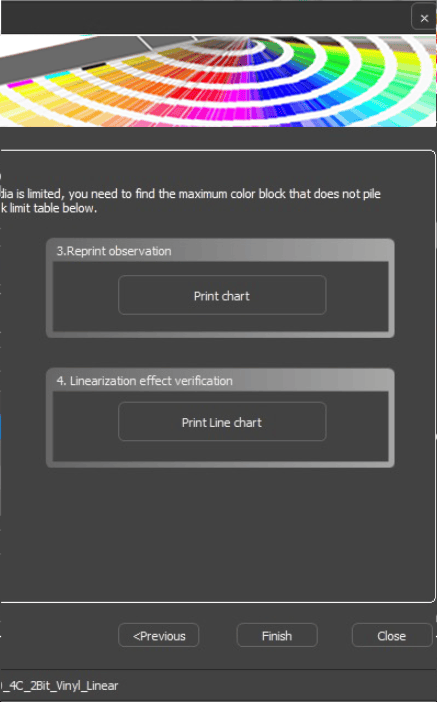 ×
dia is limited, you need to find the maximum color block that does not pile
k limit table below.
3.Reprint observation
Print chart
4. Linearization effect verification
Print Line chart
<Previous
Finish
Close
_4C_2Bit_Vinyl_Linear